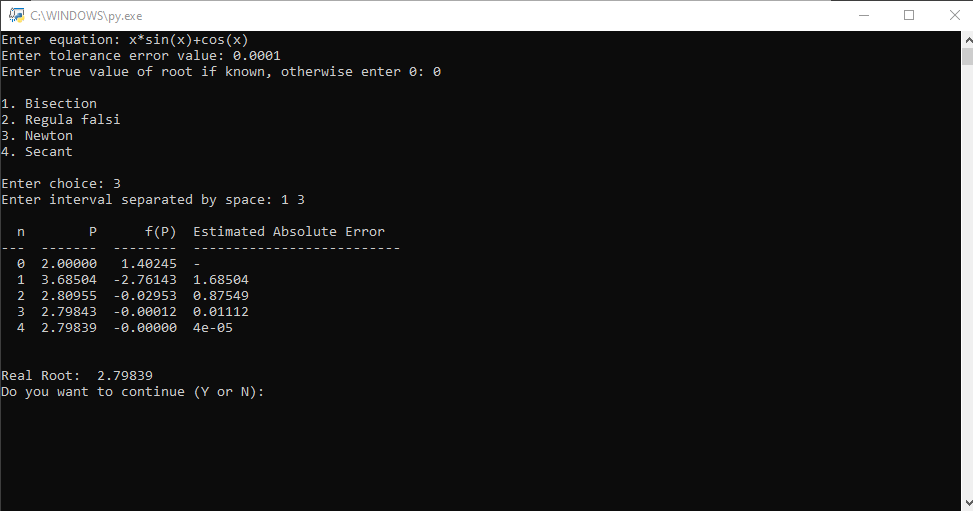 C:\WINDOWS\py.exe
Enter equation: x*sin(x)+cos(x)
Enter tolerance error value: 0.0001
Enter true value of root if known, otherwise enter 0: 0
1. Bisection
2. Regula falsi
3. Newton
4. Secant
Enter choice: 3
Enter interval separated by space: 1 3
  n        P      f(P)  Estimated Absolute Error
---  -------  --------  --------------------------
  0  2.00000   1.40245  -
  1  3.68504  -2.76143  1.68504
  2  2.80955  -0.02953  0.87549
  3  2.79843  -0.00012  0.01112
  4  2.79839  -0.00000  4e-05
Real Root:  2.79839
Do you want to continue (Y or N):